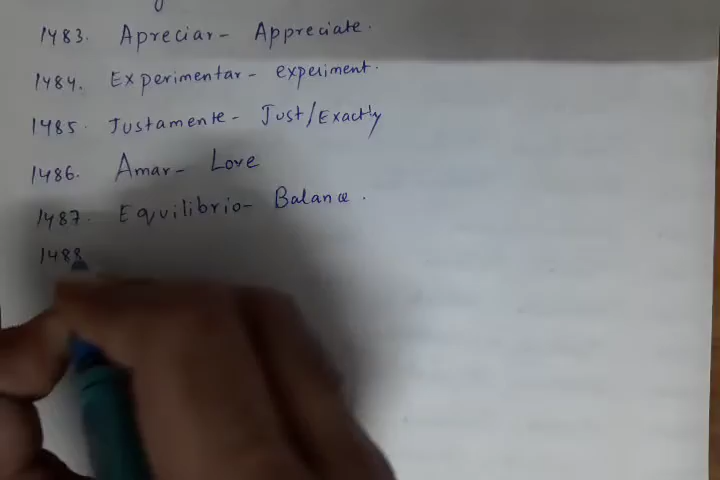 1483. Apreciar- Appreciate.
1484. Experimentar- experiment.
1485. Justamente- Just/Exactly
1486. Amar- Love
1487. Equilibrio- Balance.
1488